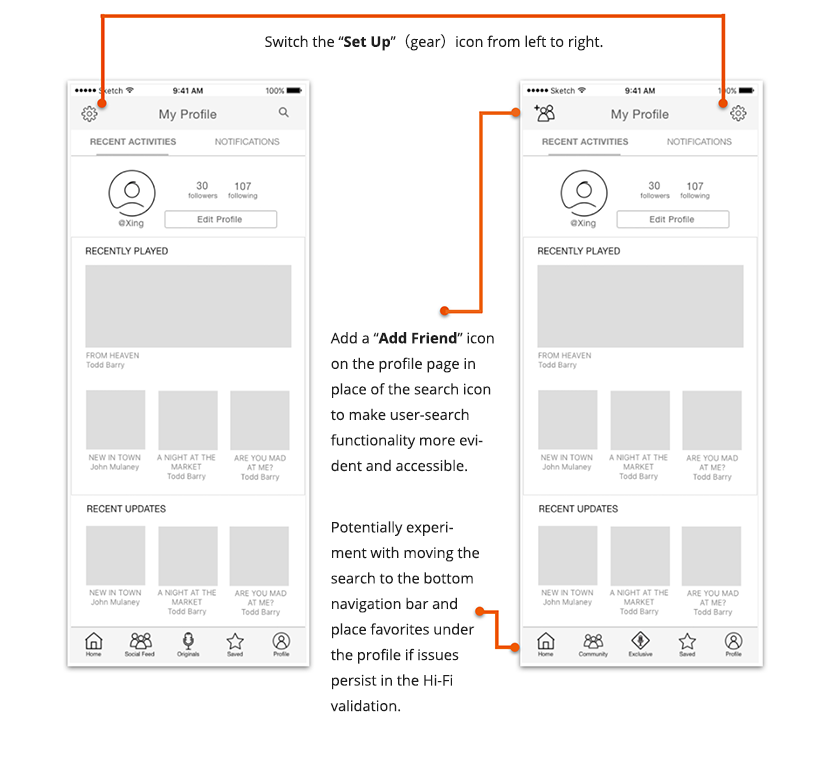 Switch the “Set Up”（gear）icon from left to right.
●●●●● Sketch 9:41 AM 100%
My Profile
RECENT ACTIVITIES NOTIFICATIONS
30 107
followers following
@Xing Edit Profile
RECENTLY PLAYED
FROM HEAVEN
Todd Barry
NEW IN TOWN A NIGHT AT THE ARE YOU MAD
John Mulaney MARKET AT ME?
Todd Barry Todd Barry
RECENT UPDATES
NEW IN TOWN A NIGHT AT THE ARE YOU MAD
John Mulaney MARKET AT ME?
Todd Barry Todd Barry
Home Social Feed Originals Saved Profile
Add a “Add Friend” icon
on the profile page in
place of the search icon
to make user-search
functionality more evi-
dent and accessible.
Potentially experi-
ment with moving the
search to the bottom
navigation bar and
place favorites under
the profile if issues
persist in the Hi-Fi
validation.
●●●●● Sketch 9:41 AM 100%
My Profile
RECENT ACTIVITIES NOTIFICATIONS
30 107
followers following
@Xing Edit Profile
RECENTLY PLAYED
FROM HEAVEN
Todd Barry
NEW IN TOWN A NIGHT AT THE ARE YOU MAD
John Mulaney MARKET AT ME?
Todd Barry Todd Barry
RECENT UPDATES
NEW IN TOWN A NIGHT AT THE ARE YOU MAD
John Mulaney MARKET AT ME?
Todd Barry Todd Barry
Home Community Exclusive Saved Profile